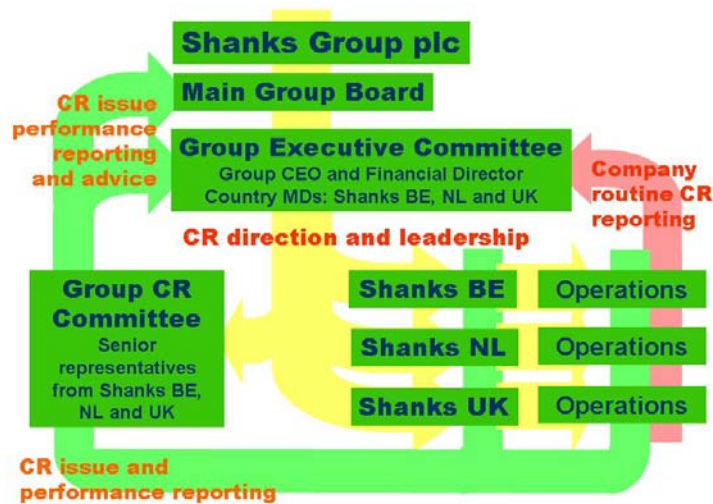 Shanks Group plc
Main Group Board
CR issue
performance
reporting
and advice
Group Executive Committee
Group CEO and Financial Director
Country MDs: Shanks BE, NL and UK
Company
routine CR
reporting
CR direction and leadership
Group CR
Committee
Senior
representatives
from Shanks BE,
NL and UK
Shanks BE
Operations
Shanks NL
Operations
Shanks UK
Operations
CR issue and
performance reporting